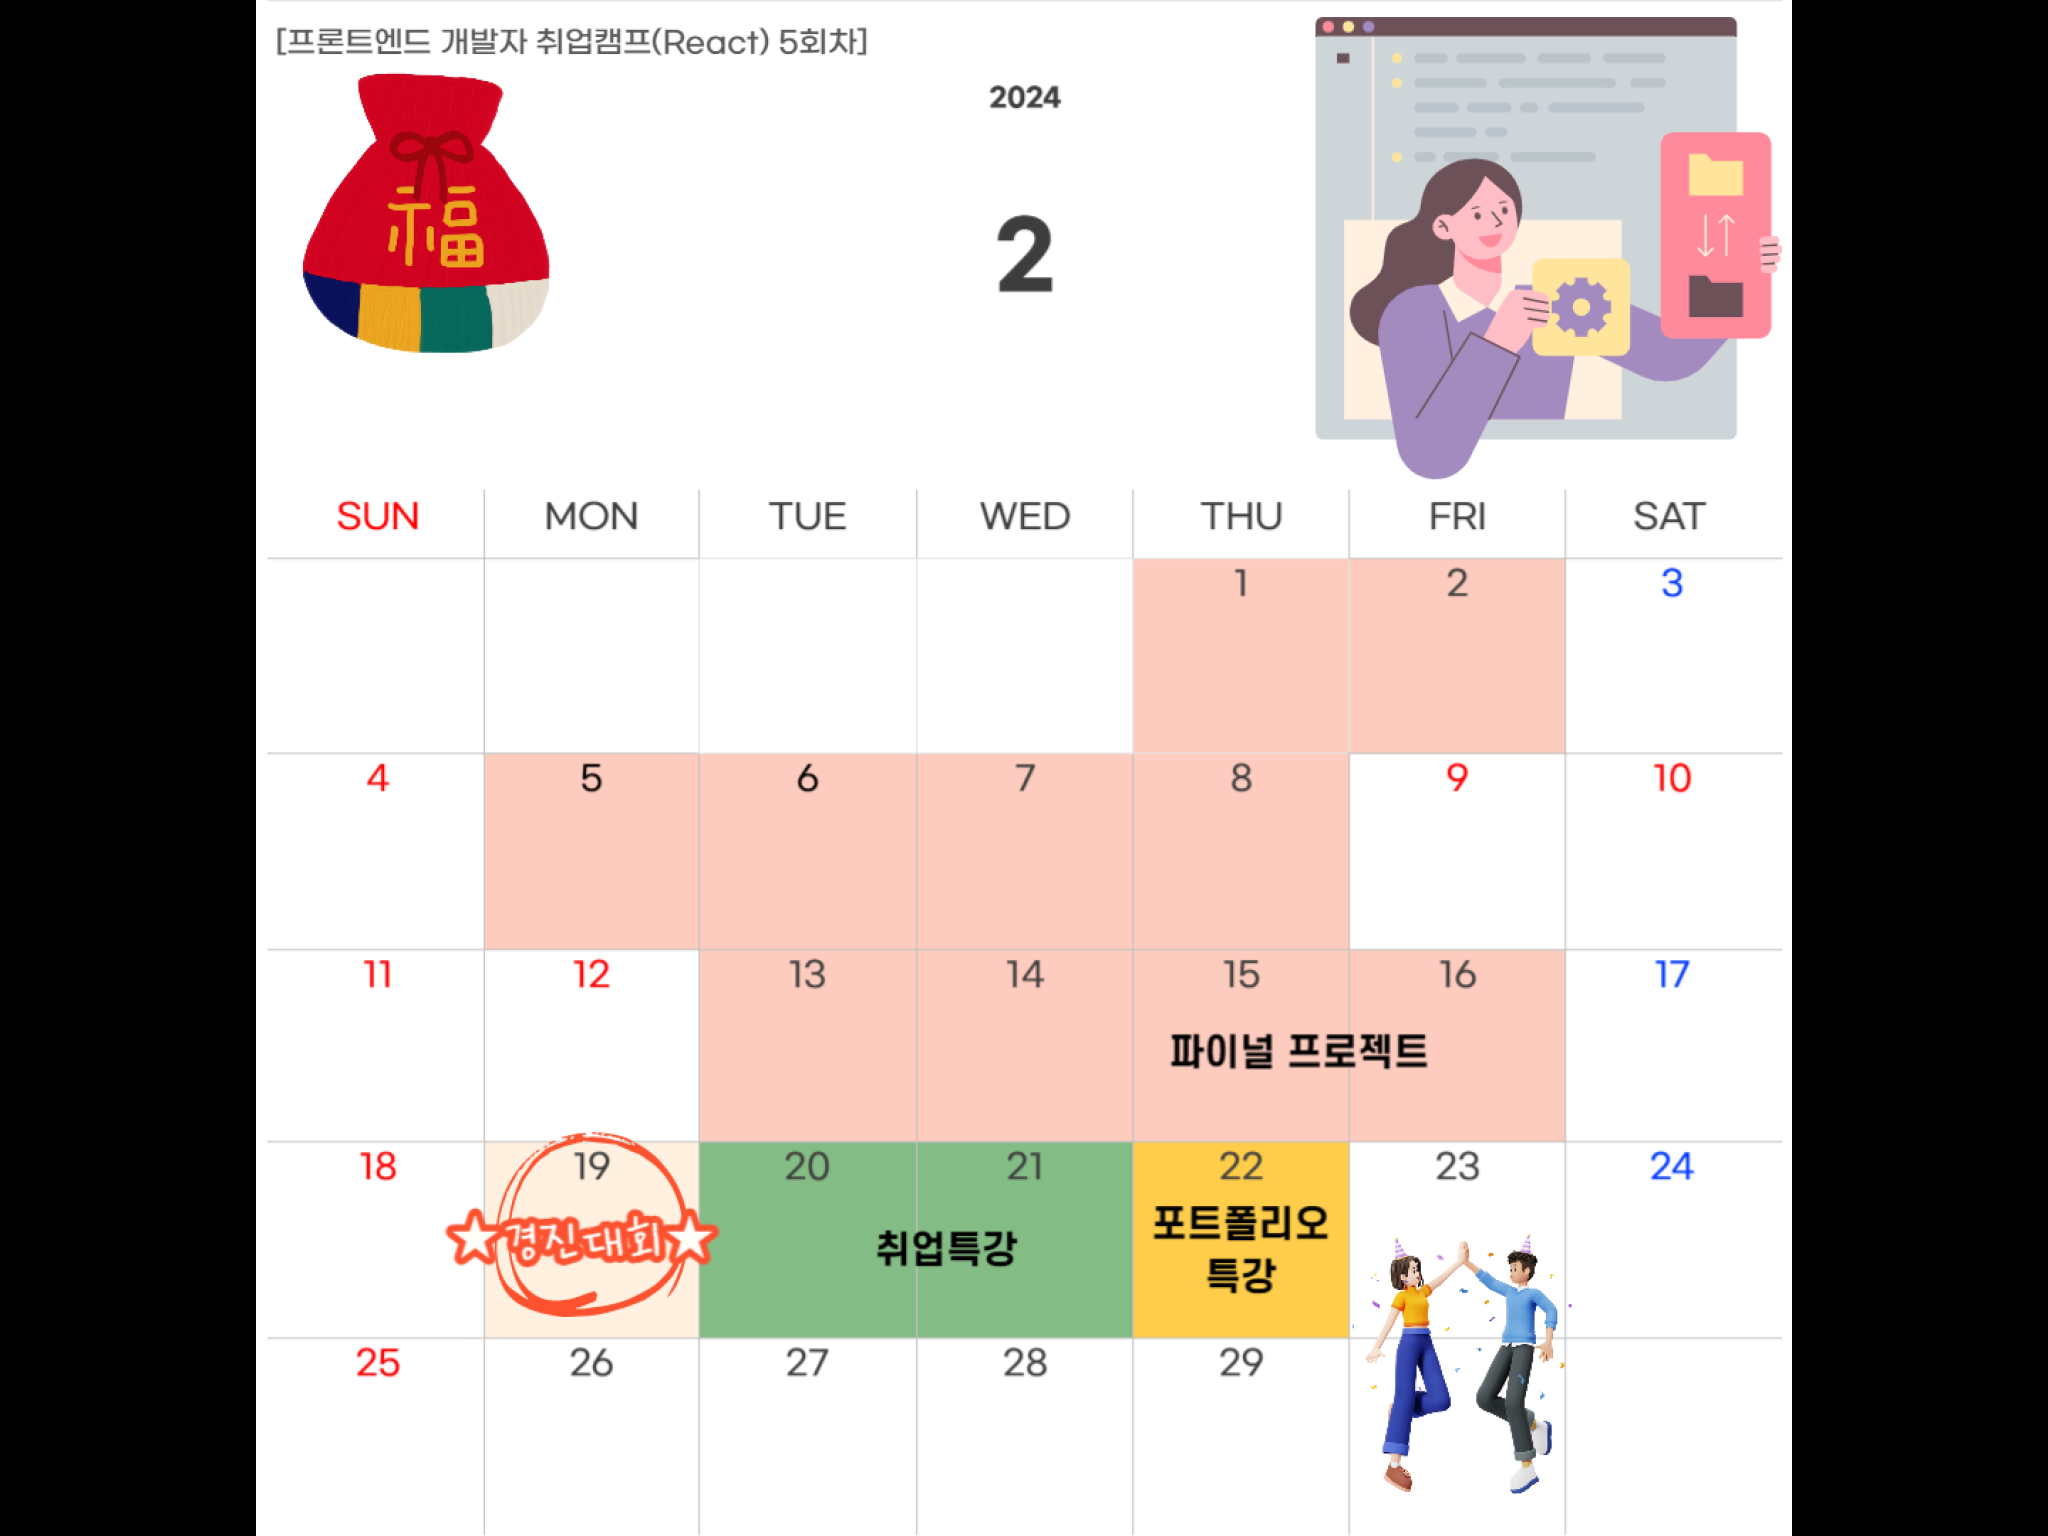 [프론트엔드 개발자 취업캠프(React) 5회차]
福
2024
2
SUN MON TUE WED THU FRI SAT
1 2 3
4 5 6 7 8 9 10
11 12 13 14 15 16 17
파이널 프로젝트
18 19 20 21 22 23 24
☆경진대회☆ 취업특강 포트폴리오
특강
25 26 27 28 29